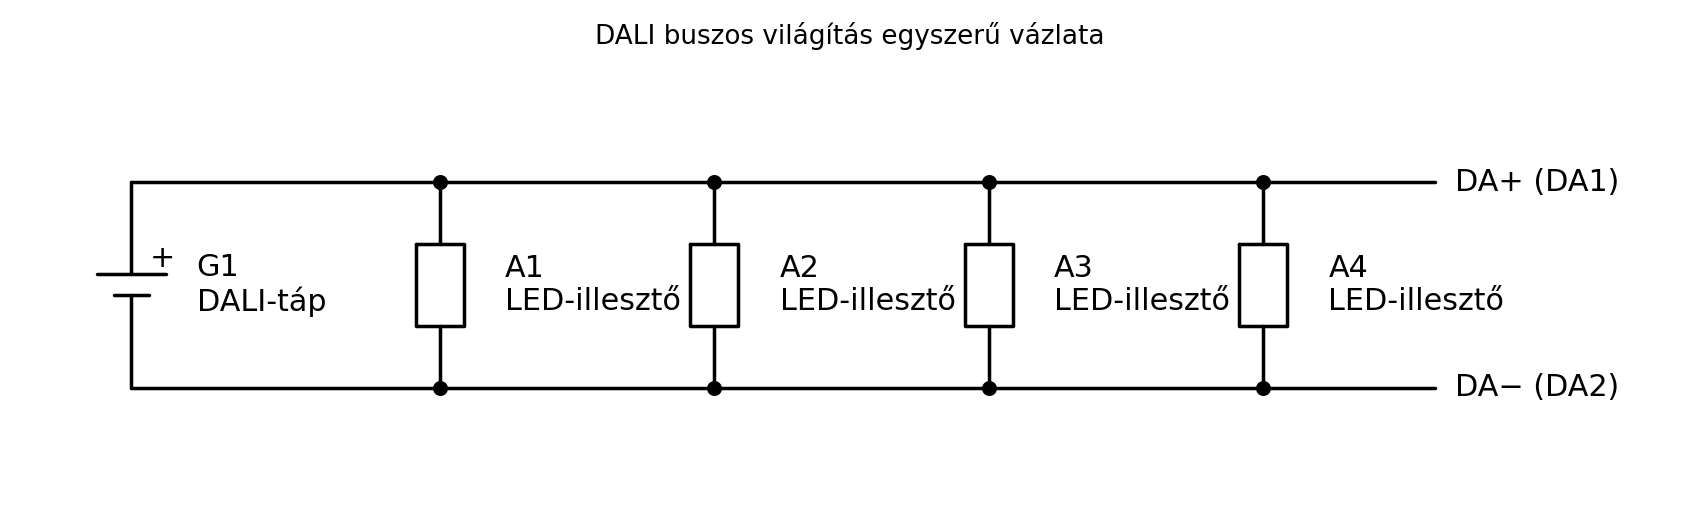 DALI buszos világítás egyszerű vázlata
DA+ (DA1)
+
G1
DALI-táp
A1
LED-illesztő
A2
LED-illesztő
A3
LED-illesztő
A4
LED-illesztő
DA− (DA2)